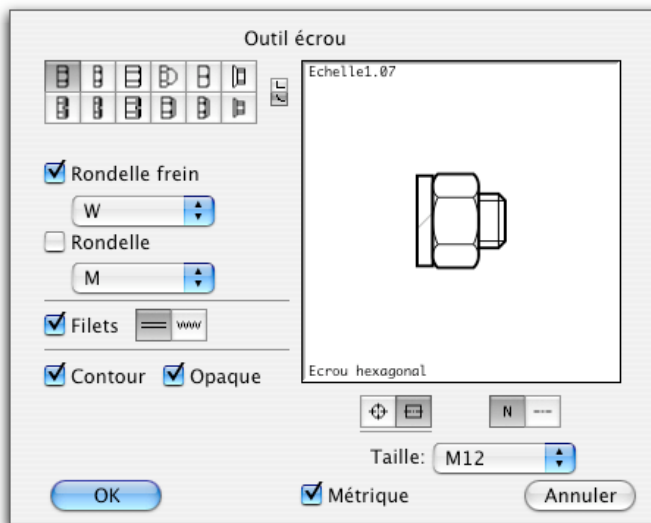 Outil écrou
Echelle1.07
Rondelle frein
W
Rondelle
M
Filets
Contour Opaque
Ecrou hexagonal
N
Taille: M12
OK Métrique Annuler